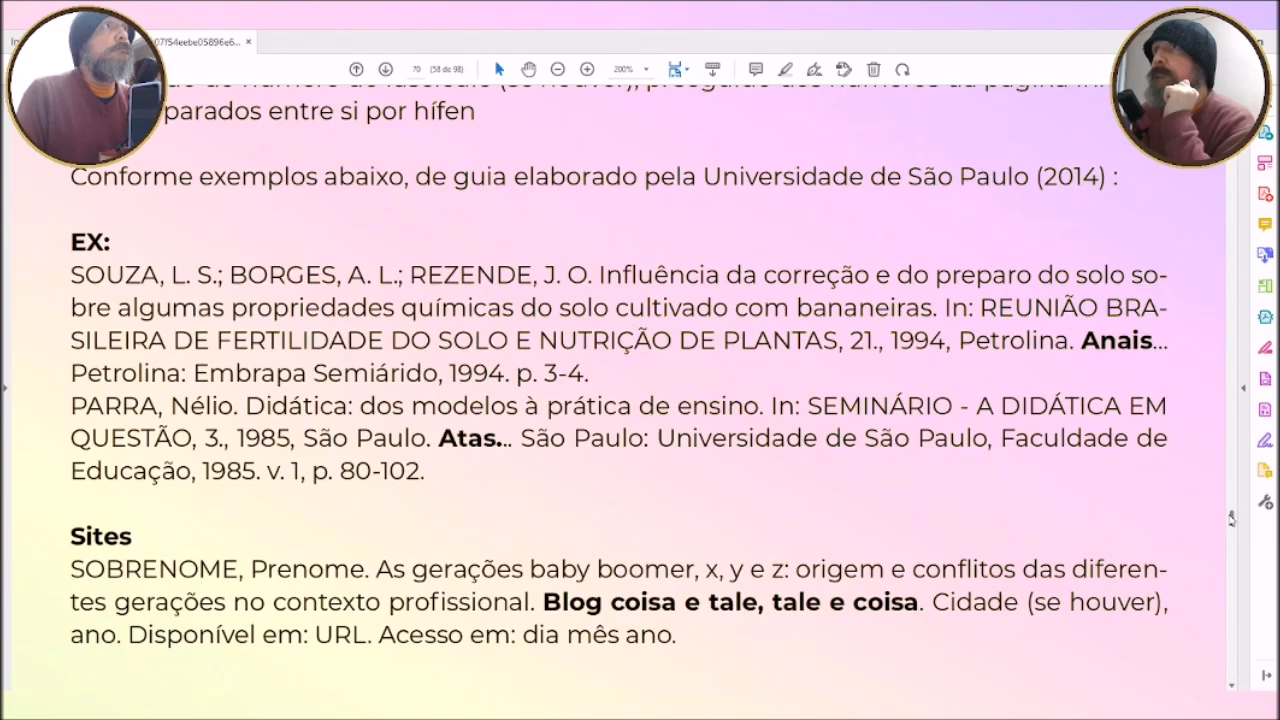 07f54eebe05896e6...
70 (58 de 98) 200%
parados entre si por hífen
Conforme exemplos abaixo, de guia elaborado pela Universidade de São Paulo (2014) :
EX:
SOUZA, L. S.; BORGES, A. L.; REZENDE, J. O. Influência da correção e do preparo do solo so-
bre algumas propriedades químicas do solo cultivado com bananeiras. In: REUNIÃO BRA-
SILEIRA DE FERTILIDADE DO SOLO E NUTRIÇÃO DE PLANTAS, 21., 1994, Petrolina. Anais...
Petrolina: Embrapa Semiárido, 1994. p. 3-4.
PARRA, Nélio. Didática: dos modelos à prática de ensino. In: SEMINÁRIO - A DIDÁTICA EM
QUESTÃO, 3., 1985, São Paulo. Atas... São Paulo: Universidade de São Paulo, Faculdade de
Educação, 1985. v. 1, p. 80-102.
Sites
SOBRENOME, Prenome. As gerações baby boomer, x, y e z: origem e conflitos das diferen-
tes gerações no contexto profissional. Blog coisa e tale, tale e coisa. Cidade (se houver),
ano. Disponível em: URL. Acesso em: dia mês ano.